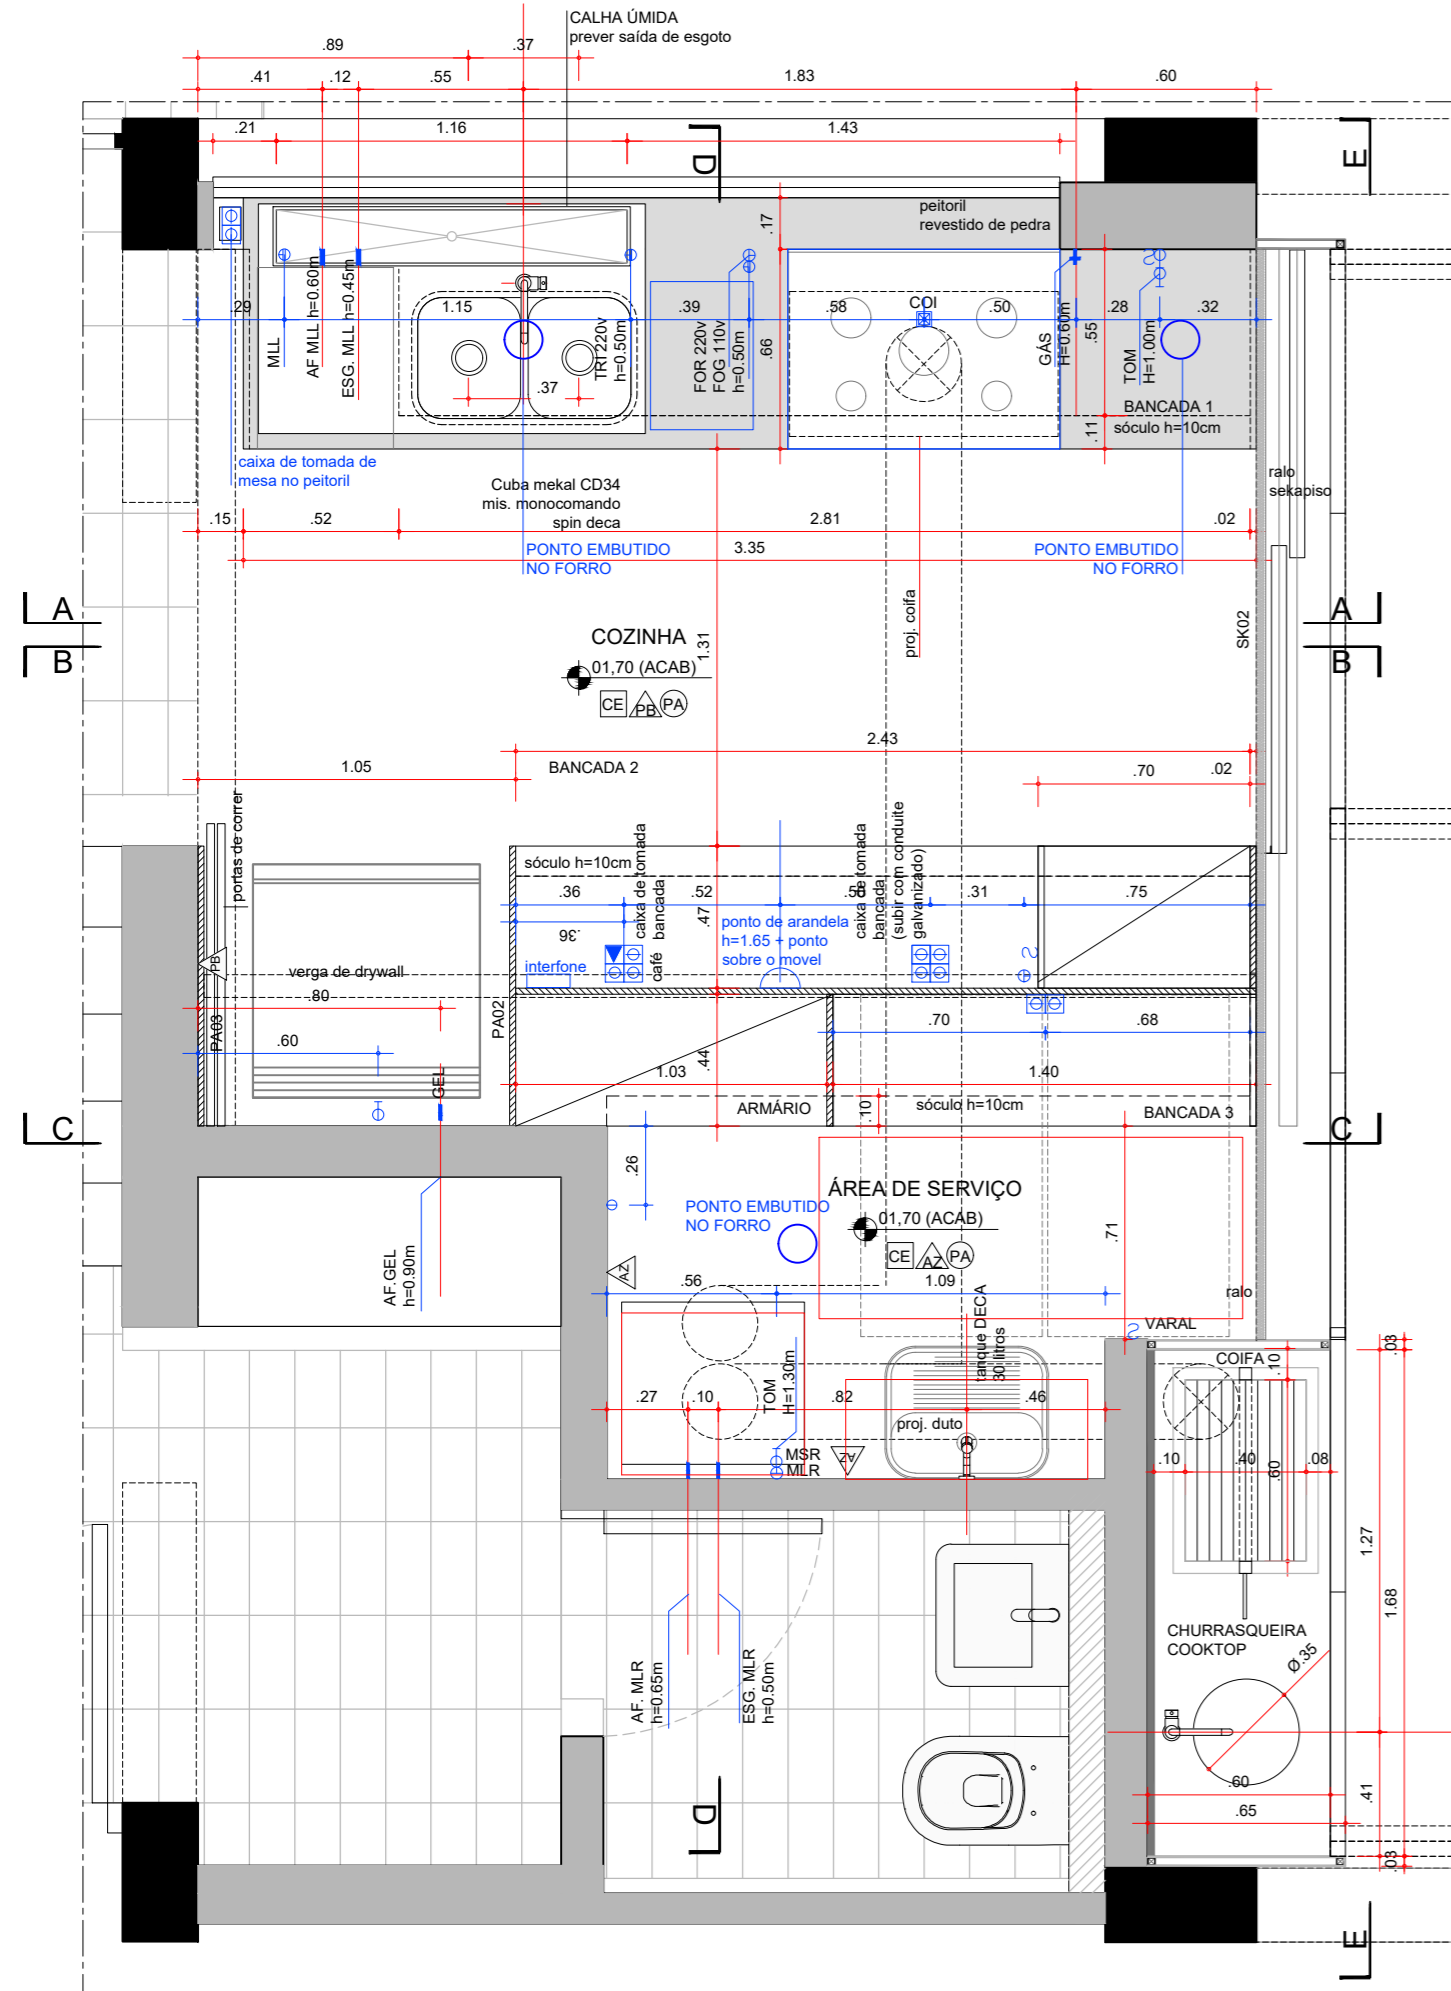 CALHA ÚMIDA
prever saída de esgoto
.89
.37
.41
.12
.55
1.83
.60
.21
1.16
1.43
D
E
peitoril
revestido de pedra
.17
.29
1.15
.39
.58
COI
.50
.28
.32
MLL
AF MLL h=0.60m
ESG. MLL h=0.45m
TRI 220v
h=0.50m
FOR 220v
FOG 110v
h=0.50m
.66
GÁS
H=0.60m
.55
TOM
H=1.00m
.37
BANCADA 1
sóculo h=10cm
.11
caixa de tomada de
mesa no peitoril
Cuba mekal CD34
mis. monocomando
spin deca
ralo
sekapiso
.15
.52
2.81
.02
3.35
PONTO EMBUTIDO
NO FORRO
PONTO EMBUTIDO
NO FORRO
A
A
B
B
COZINHA
01,70 (ACAB)
CE
PB
PA
1.31
proj. coifa
SK02
2.43
1.05
BANCADA 2
.70
.02
portas de correr
sóculo h=10cm
caixa de tomada
bancada
café
caixa de tomada
bancada
(subir com conduite
galvanizado)
.36
.52
.50
.31
.75
.36
.47
ponto de arandela
h=1.65 + ponto
sobre o movel
interfone
S
PB
verga de drywall
.80
PA03
PA02
.60
.70
.68
.44
1.03
1.40
GEL
ARMÁRIO
.10
sóculo h=10cm
BANCADA 3
C
C
.26
ÁREA DE SERVIÇO
01,70 (ACAB)
CE
AZ
PA
PONTO EMBUTIDO
NO FORRO
.71
AZ
.56
1.09
AF. GEL
h=0.90m
ralo
VARAL
S
tanque DECA
30 litros
COIFA
.10
.03
TOM
H=1.30m
.27
.10
.82
.46
proj. duto
MSR
MLR
AZ
.10
.40
.08
.60
1.27
1.68
AF. MLR
h=0.65m
ESG. MLR
h=0.50m
CHURRASQUEIRA
COOKTOP
Ø.35
.60
.65
.41
.03
D
E